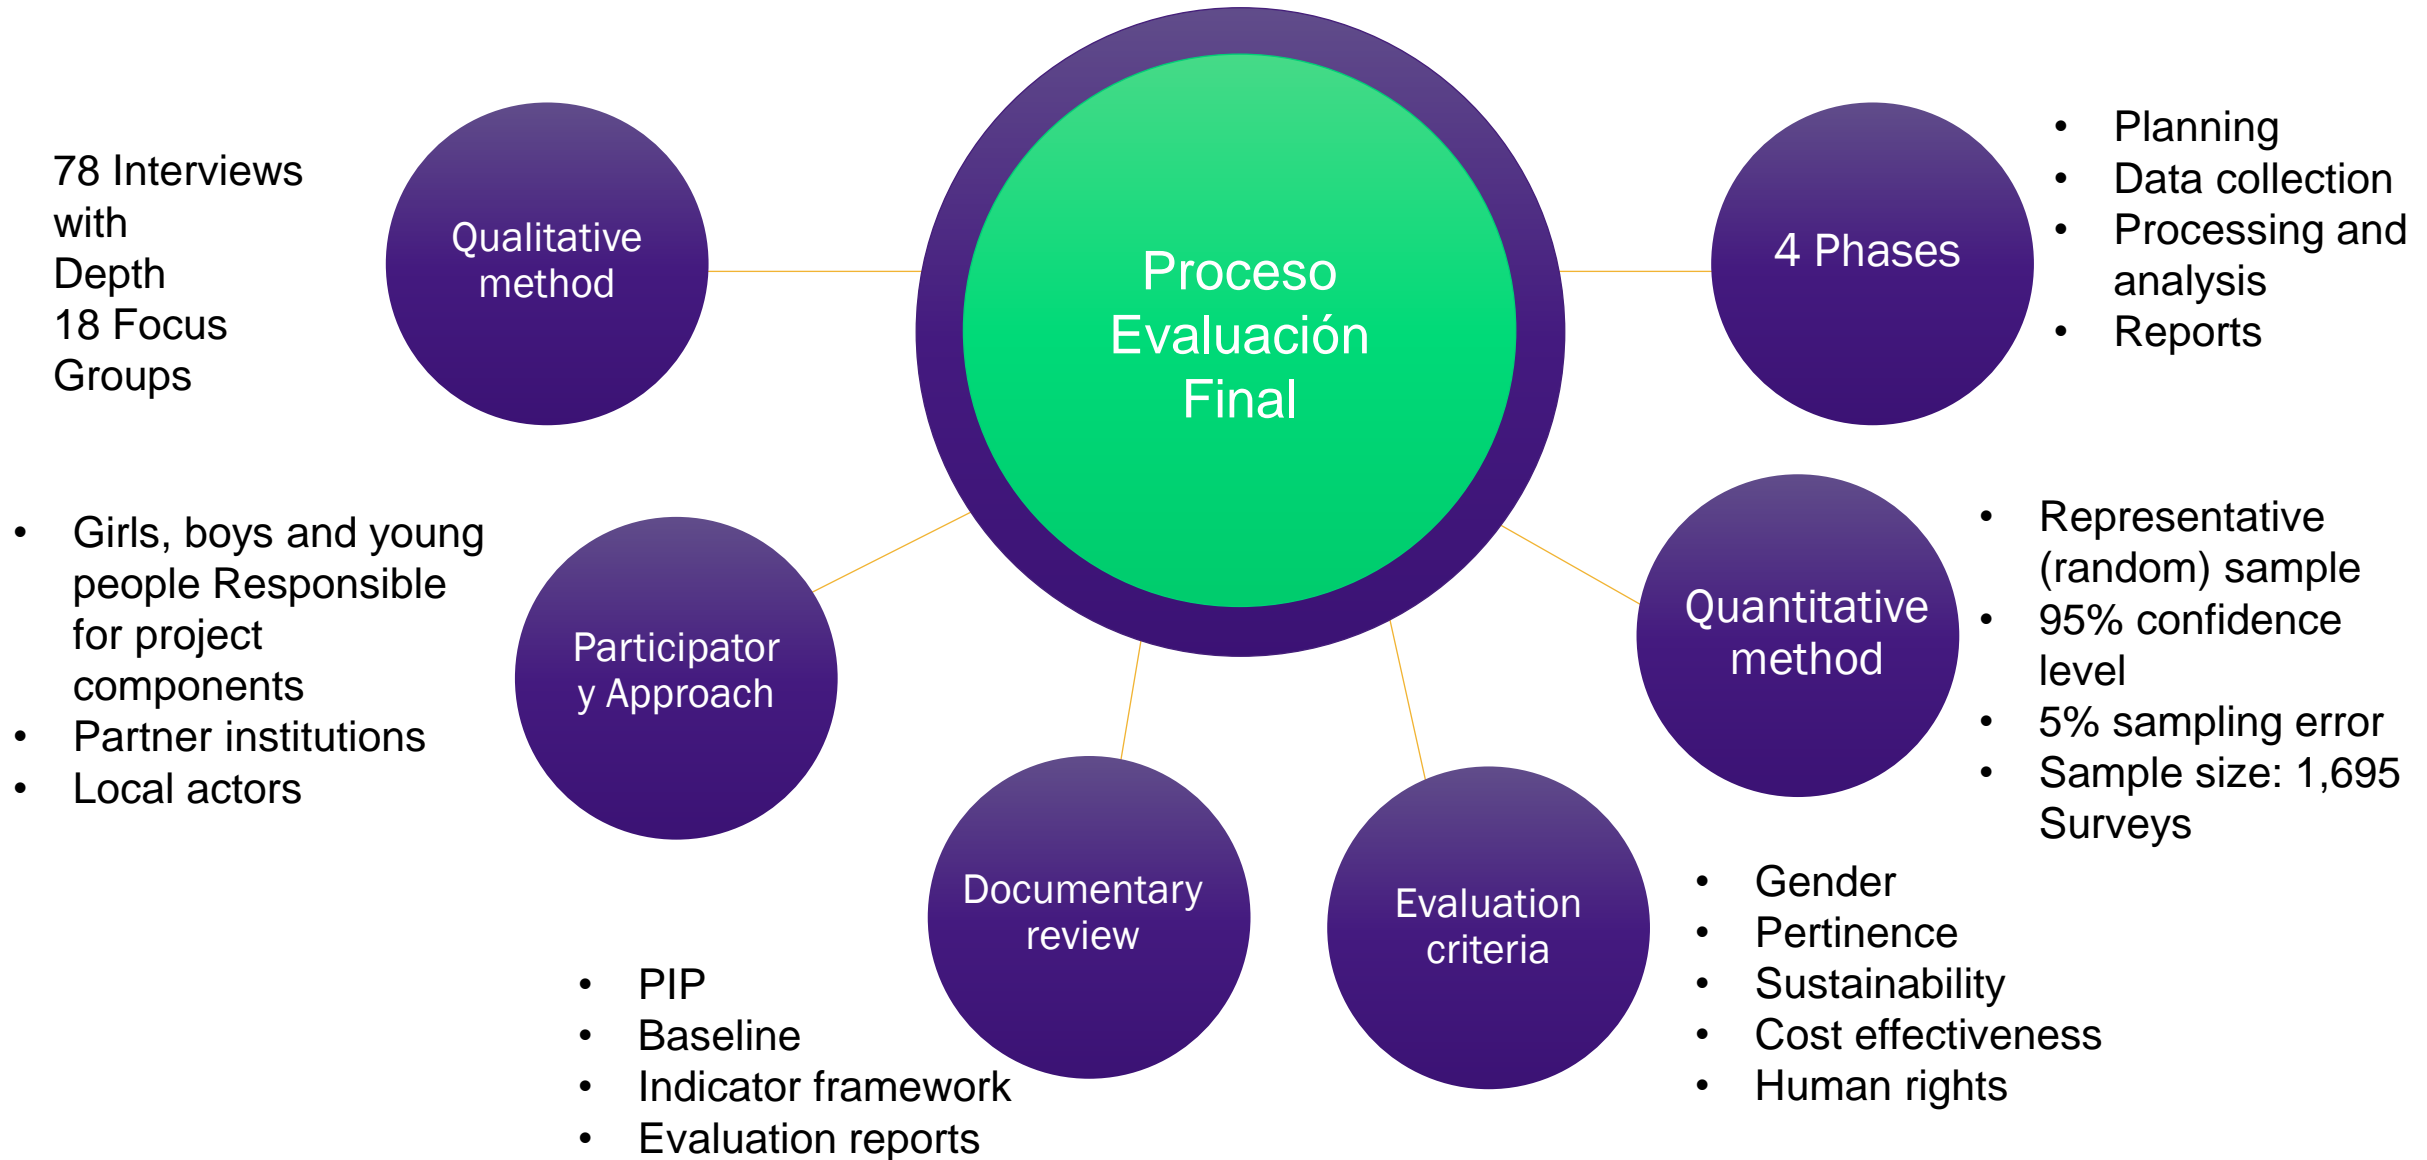 Proceso
Evaluación
Final
Qualitative
method
78 Interviews
with
Depth
18 Focus
Groups
4 Phases
• Planning
• Data collection
• Processing and
analysis
• Reports
Participator
y Approach
• Girls, boys and young
people Responsible
for project
components
• Partner institutions
• Local actors
Quantitative
method
• Representative
(random) sample
• 95% confidence
level
• 5% sampling error
• Sample size: 1,695
Surveys
Documentary
review
• PIP
• Baseline
• Indicator framework
• Evaluation reports
Evaluation
criteria
• Gender
• Pertinence
• Sustainability
• Cost effectiveness
• Human rights